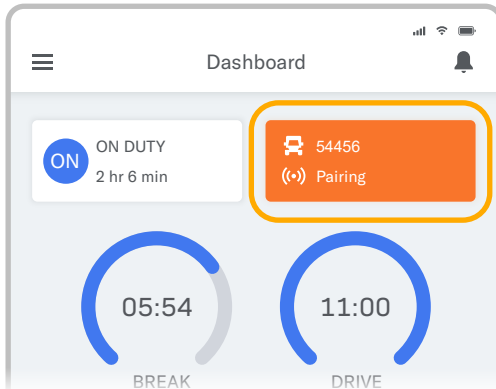 Dashboard
ON
ON DUTY
2 hr 6 min
54456
Pairing
05:54
BREAK
11:00
DRIVE